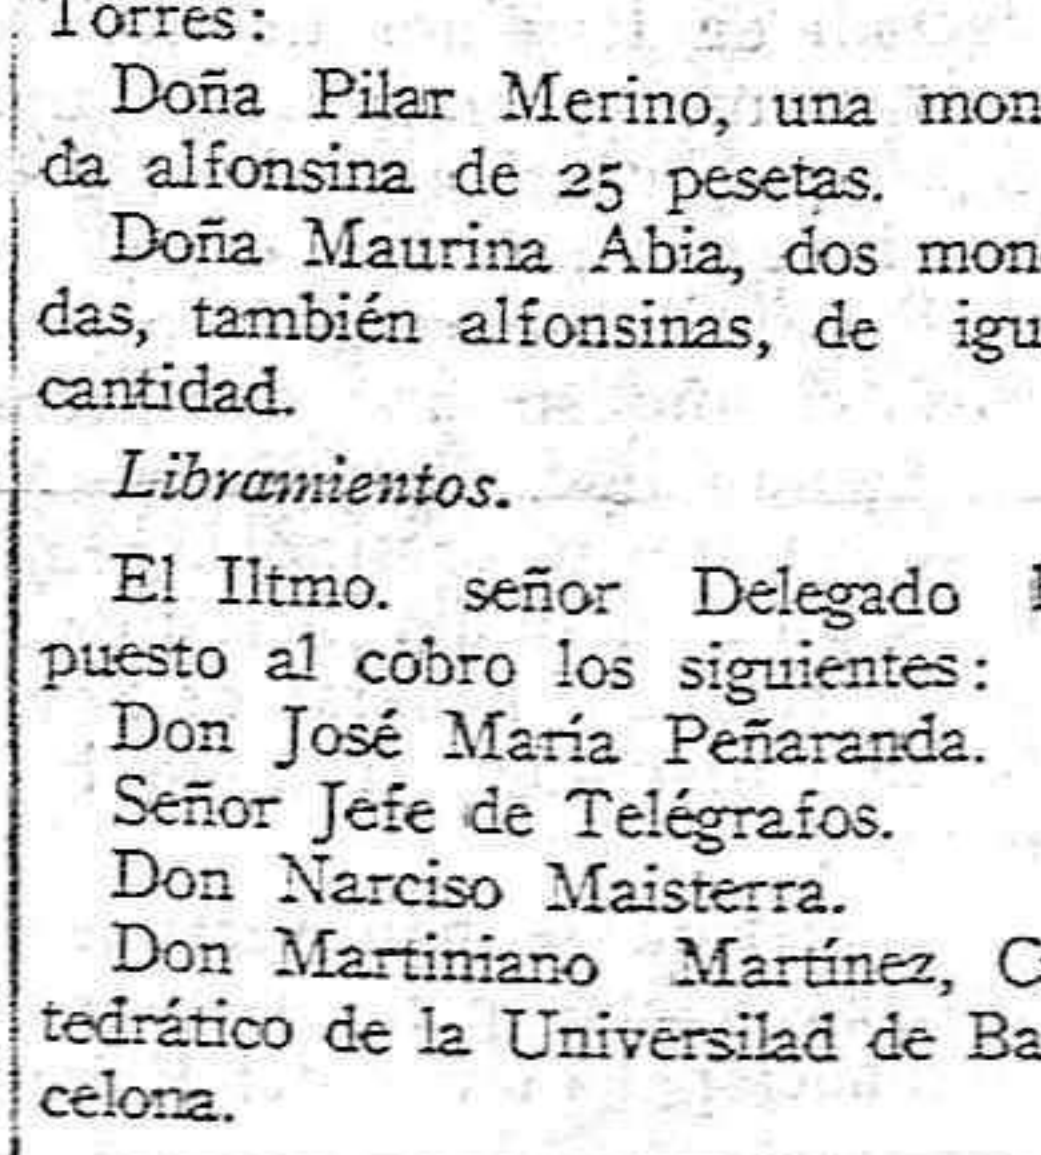 Torres:
Doña Pilar Merino, una mon
da alfonsina de 25 pesetas.
Doña Maurina Abia, dos mon
das, también alfonsinas, de igu
cantidad.
Libramientos.
El Iltmo. señor Delegado
puesto al cobro los siguientes:
Don José María Peñaranda.
Señor Jefe de Telégrafos.
Don Narciso Maisterra.
Don Martiniano Martínez, C
tedrático de la Universilad de Ba
celona.